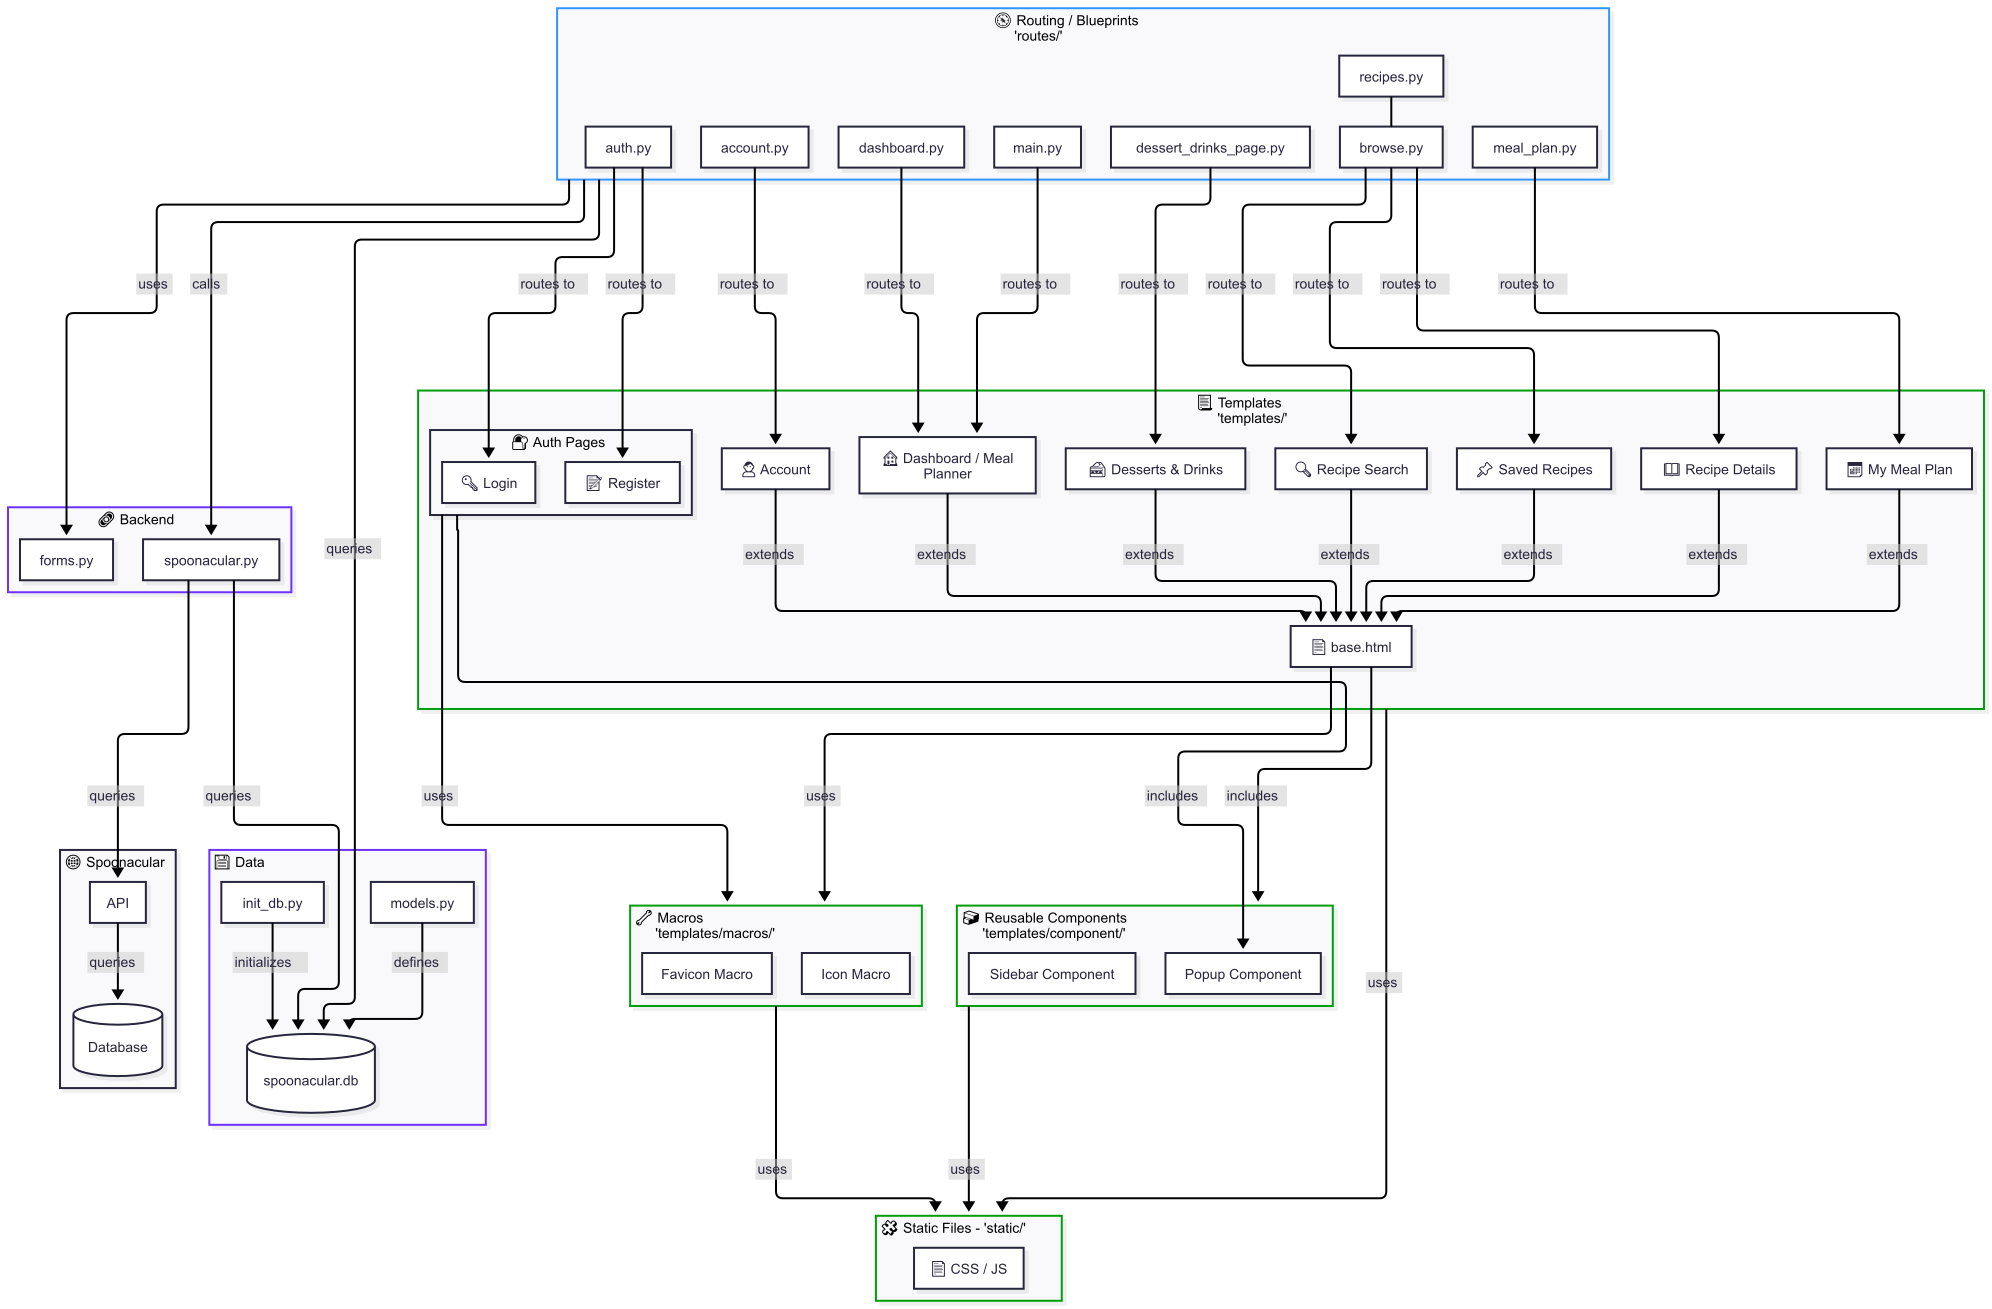 Routing / Blueprints
'routes/'
recipes.py
auth.py
account.py
dashboard.py
main.py
dessert_drinks_page.py
browse.py
meal_plan.py
uses
calls
routes to
routes to
routes to
routes to
routes to
routes to
routes to
routes to
routes to
routes to
Templates
'templates/'
Auth Pages
Login
Register
Account
Dashboard / Meal
Planner
Desserts & Drinks
Recipe Search
Saved Recipes
Recipe Details
My Meal Plan
Backend
forms.py
spoonacular.py
queries
extends
extends
extends
extends
extends
extends
extends
base.html
queries
queries
uses
uses
includes
includes
Spoonacular
API
queries
Database
Data
init_db.py
models.py
initializes
defines
spoonacular.db
Macros
'templates/macros/'
Favicon Macro
Icon Macro
Reusable Components
'templates/component/'
Sidebar Component
Popup Component
uses
uses
uses
Static Files - 'static/'
CSS / JS